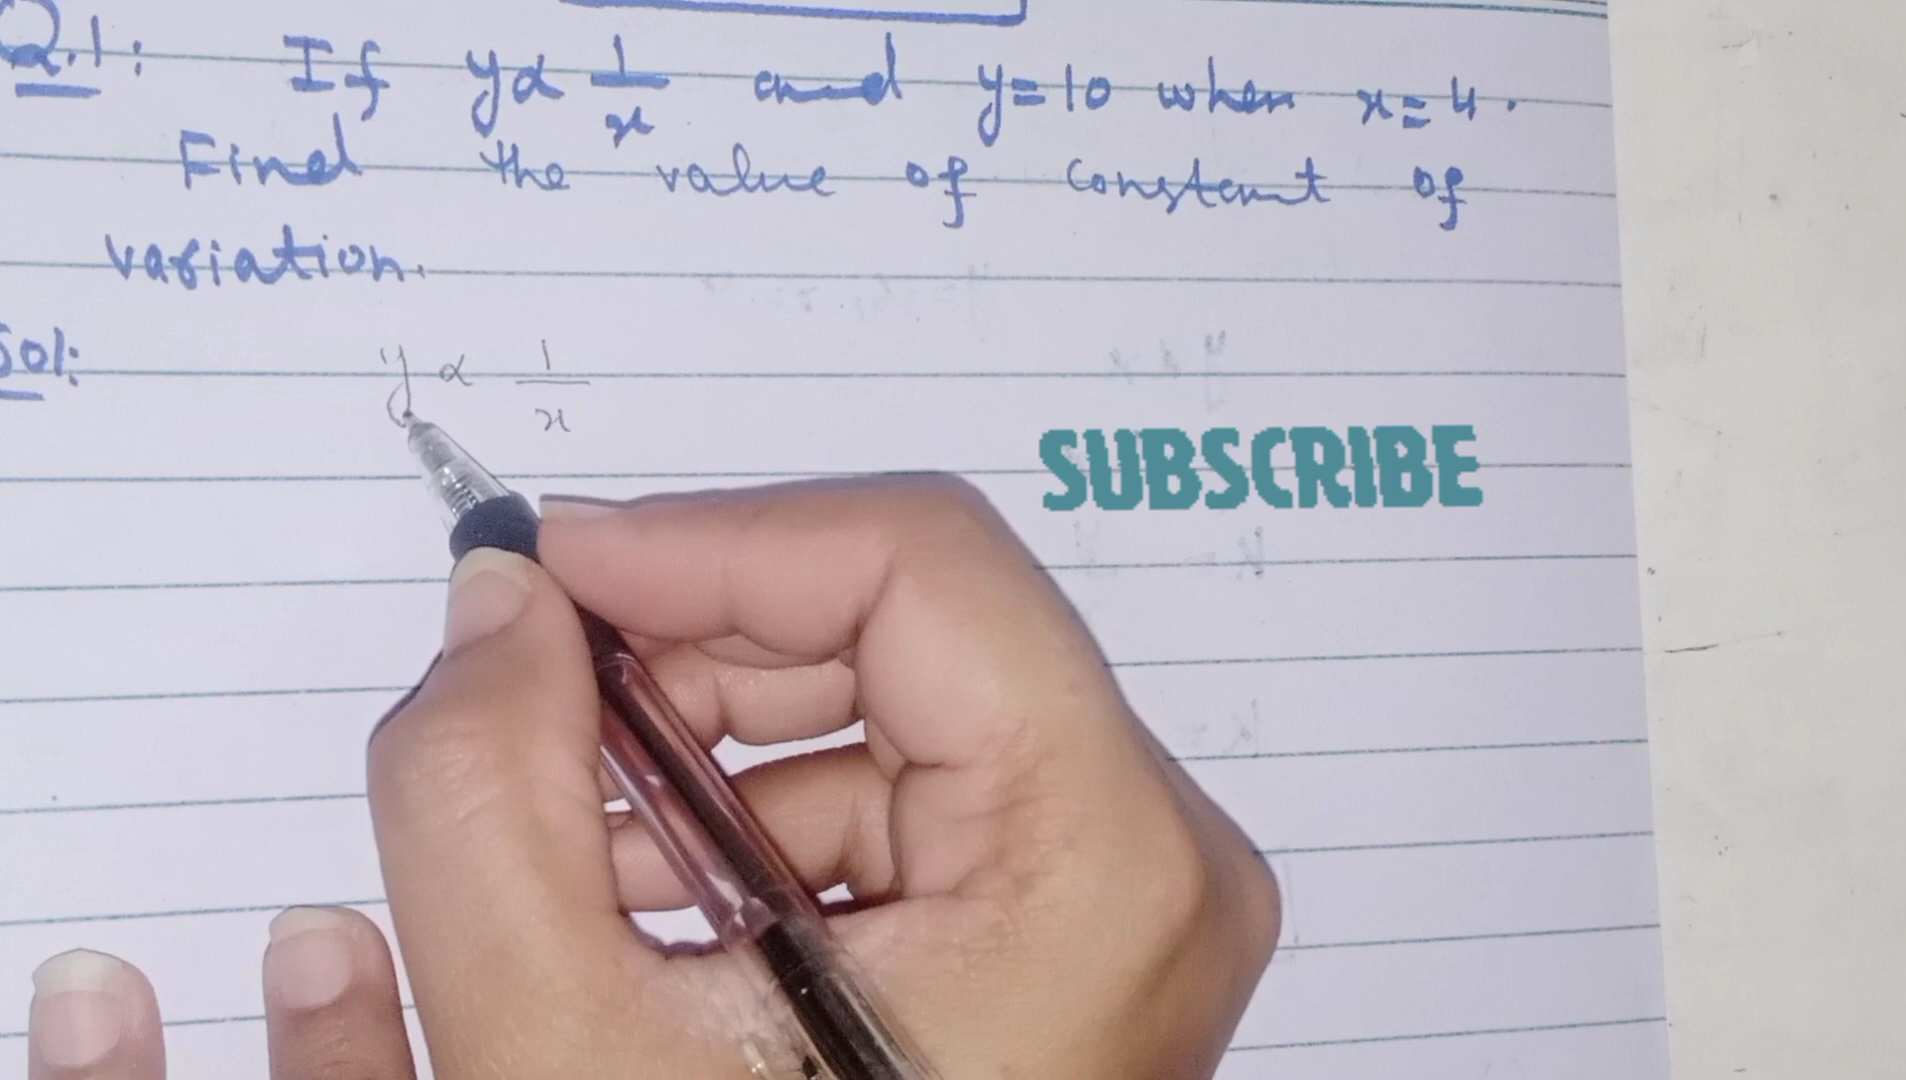 Q.1: If y ∝ 1/x and y=10 when x=4.
Find the value of constant of
variation.
Sol:
y ∝ 1/x
SUBSCRIBE